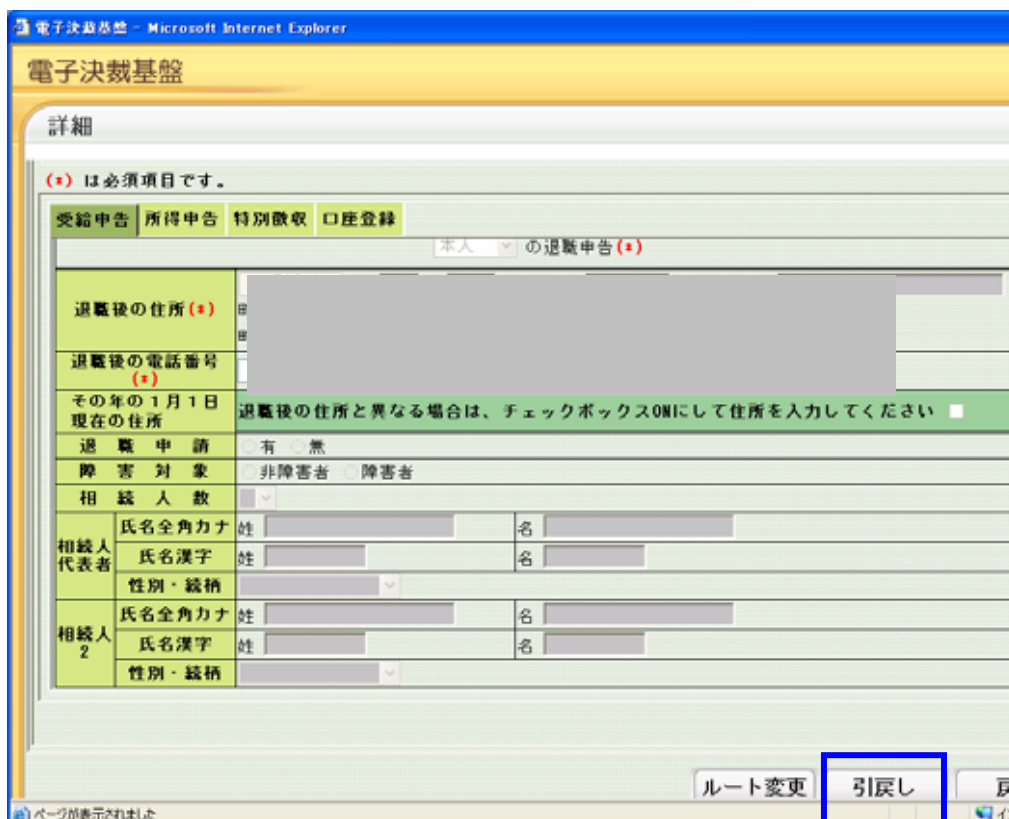 電子決裁基盤 - Microsoft Internet Explorer
電子決裁基盤
詳細
(*) は必須項目です。
受給申告 所得申告 特別徴収 口座登録
本人 の退職申告(*)
退職後の住所(*)
退職後の電話番号
(*)
その年の1月1日
現在の住所
退職後の住所と異なる場合は、チェックボックスONにして住所を入力してください
退職申請 有 無
障害対象 非障害者 障害者
相続人数
相続人
代表者
氏名全角カナ 姓 名
氏名漢字 姓 名
性別・続柄
相続人
2
氏名全角カナ 姓 名
氏名漢字 姓 名
性別・続柄
ルート変更 引戻し
ページが表示されました